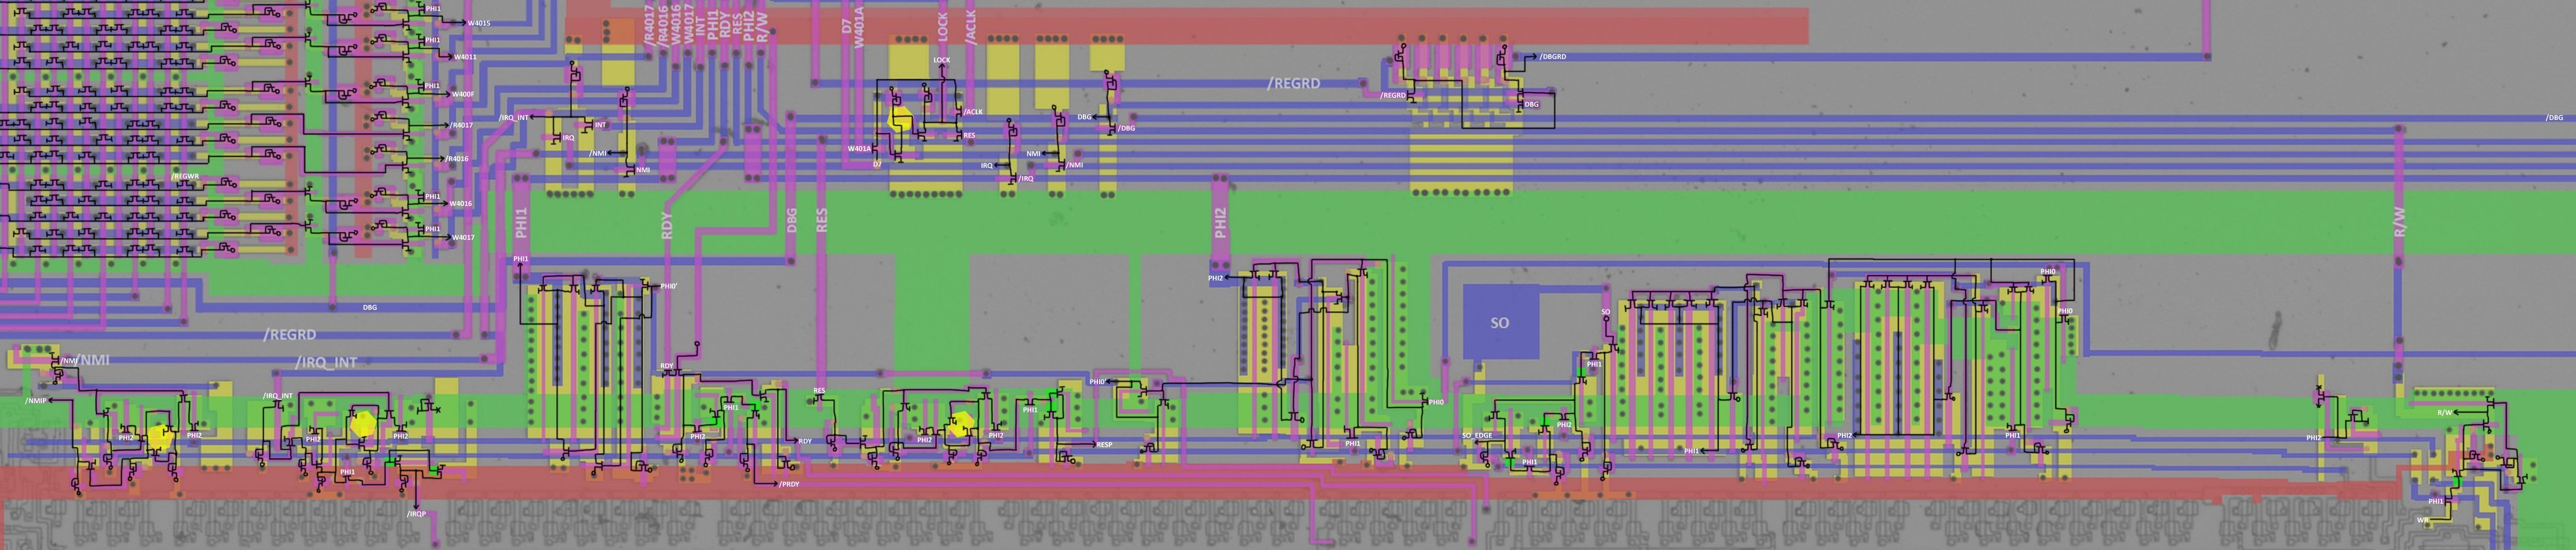 PHI1
W4015
PHI1
W4011
PHI1
W400F
/R4017
/R4016
/REGWR
PHI1
W4016
PHI1
W4017
/R4017
/R4016
W4016
W4017
INT
PHI1
RDY
RES
PHI2
R/W
D7
W401A
LOCK
/ACLK
LOCK
/ACLK
RES
W401A
D7
/IRQ_INT
IRQ
INT
/NMI
NMI
IRQ
/IRQ
NMI
/NMI
DBG
/DBG
/REGRD
/REGRD
/DBGRD
DBG
/DBG
PHI1
RDY
DBG
RES
PHI2
R/W
PHI1
PHI0'
PHI2
PHI0
DBG
/REGRD
/IRQ_INT
/NMI
/NMI
/NMIP
PHI2
PHI2
/IRQ_INT
PHI2
PHI2
PHI1
/IRQP
RDY
PHI1
PHI2
RDY
/PRDY
RES
PHI2
PHI2
PHI1
RESP
PHI0
PHI1
PHI0
SO
SO
PHI1
SO_EDGE
PHI2
PHI1
PHI1
PHI2
PHI0
PHI1
PHI2
R/W
PHI1
WR